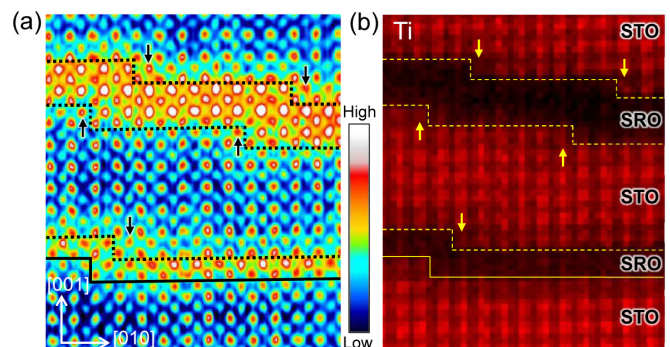 (a)
High
Low
[001]
[010]
(b)
Ti
STO
SRO
STO
SRO
STO